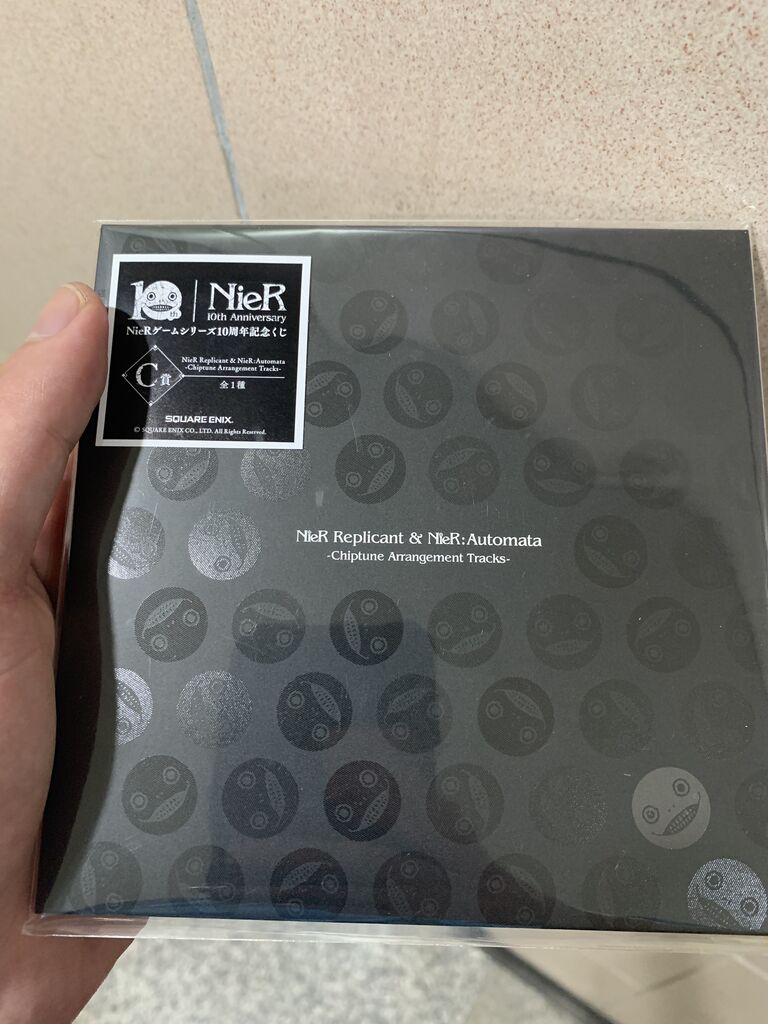 10th
NieR
10th Anniversary
NieRゲームシリーズ10周年記念くじ
C賞
NieR Replicant & NieR:Automata
-Chiptune Arrangement Tracks-
全1種
SQUARE ENIX.
© SQUARE ENIX CO., LTD. All Rights Reserved.
NieR Replicant & NieR:Automata
-Chiptune Arrangement Tracks-